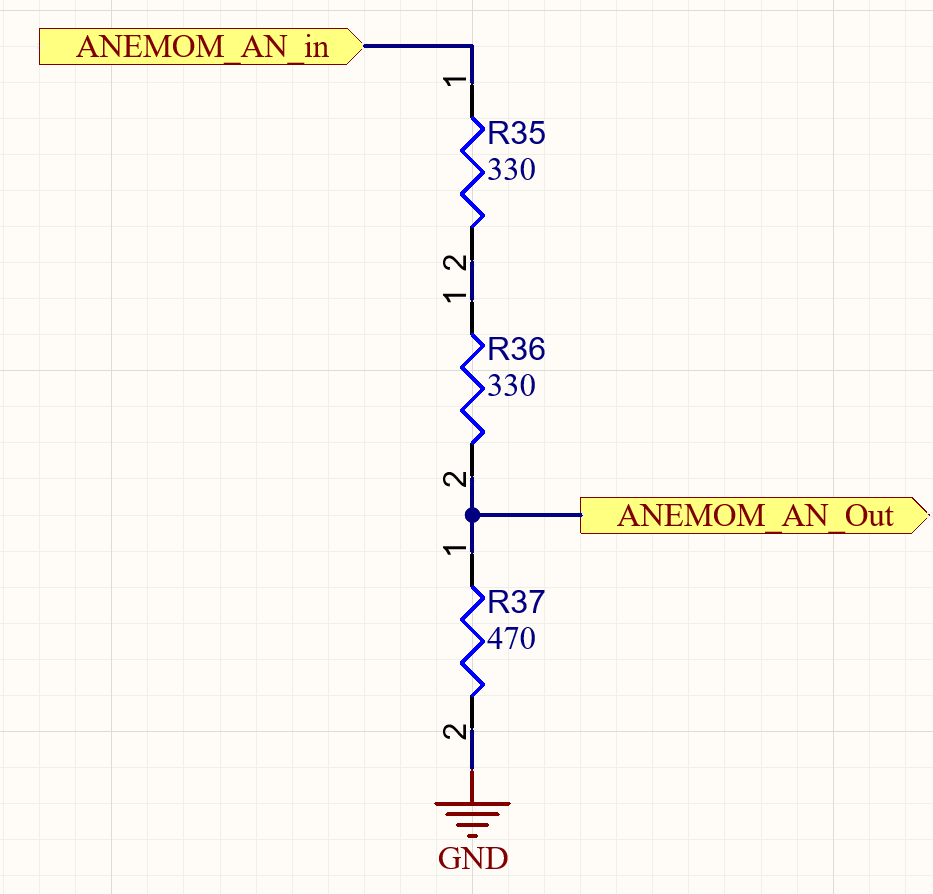 ANEMOM_AN_in
1
R35
330
2
1
R36
330
2
ANEMOM_AN_Out
1
R37
470
2
GND